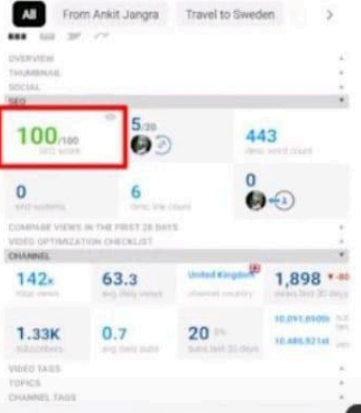 All From Ankit Jangra Travel to Sweden
OVERVIEW
THUMBNAIL
SOCIAL
SEO
100/100
seo score
5/20
443
desc word count
0
end screens
6
desc link count
0
COMPARE VIEWS IN THE FIRST 28 DAYS
VIDEO OPTIMIZATION CHECKLIST
CHANNEL
142x
63.3
avg daily views
United Kingdom
channel country
1,898 -80
views last 30 days
1.33K
subscribers
0.7
avg daily subs
20
subs last 30 days
VIDEO TAGS
TOPICS
CHANNEL TAGS